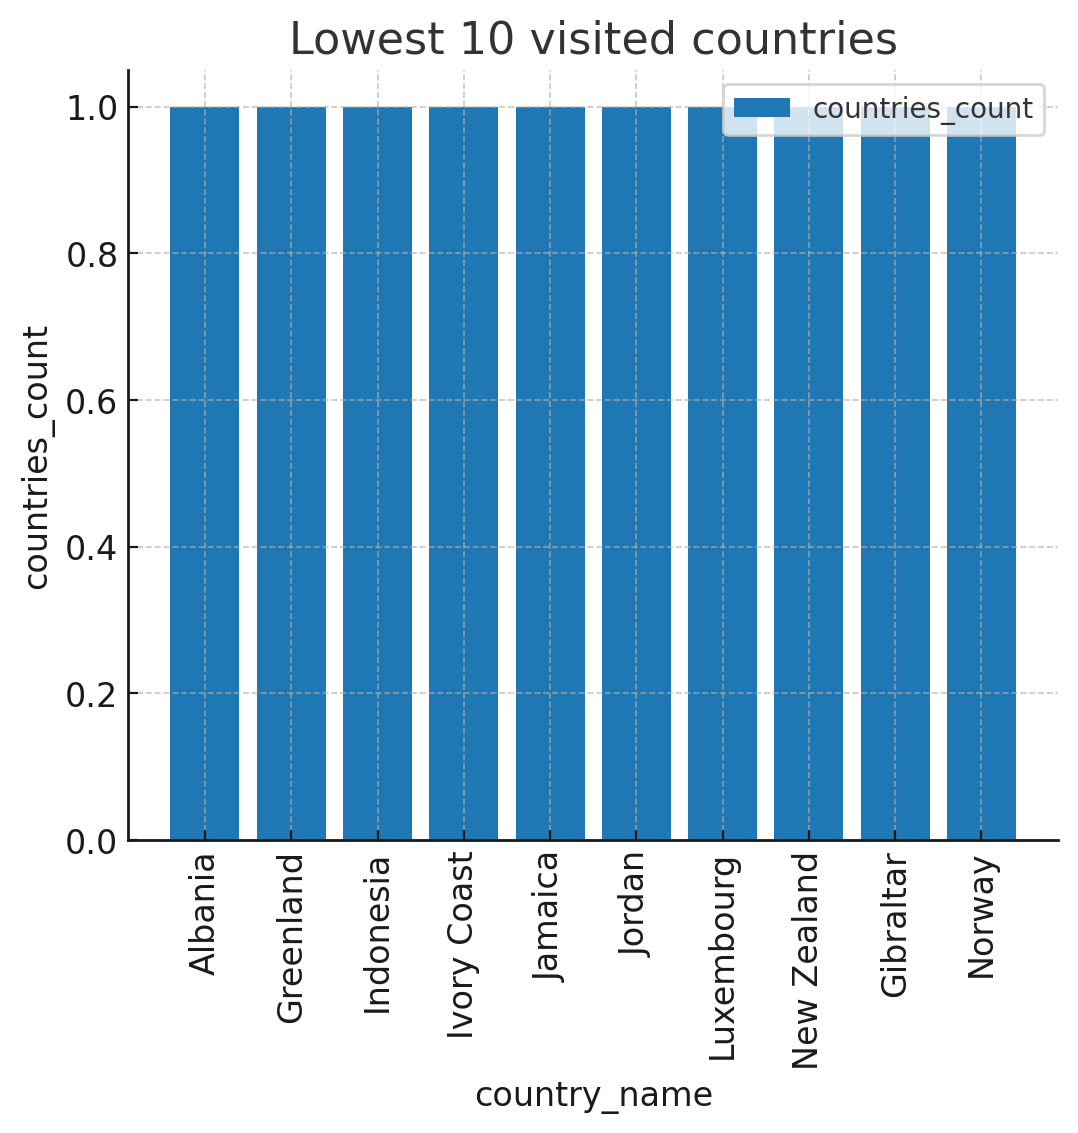 Lowest 10 visited countries
countries_count
1.0
0.8
0.6
0.4
0.2
0.0
countries_count
Albania
Greenland
Indonesia
Ivory Coast
Jamaica
Jordan
Luxembourg
New Zealand
Gibraltar
Norway
country_name